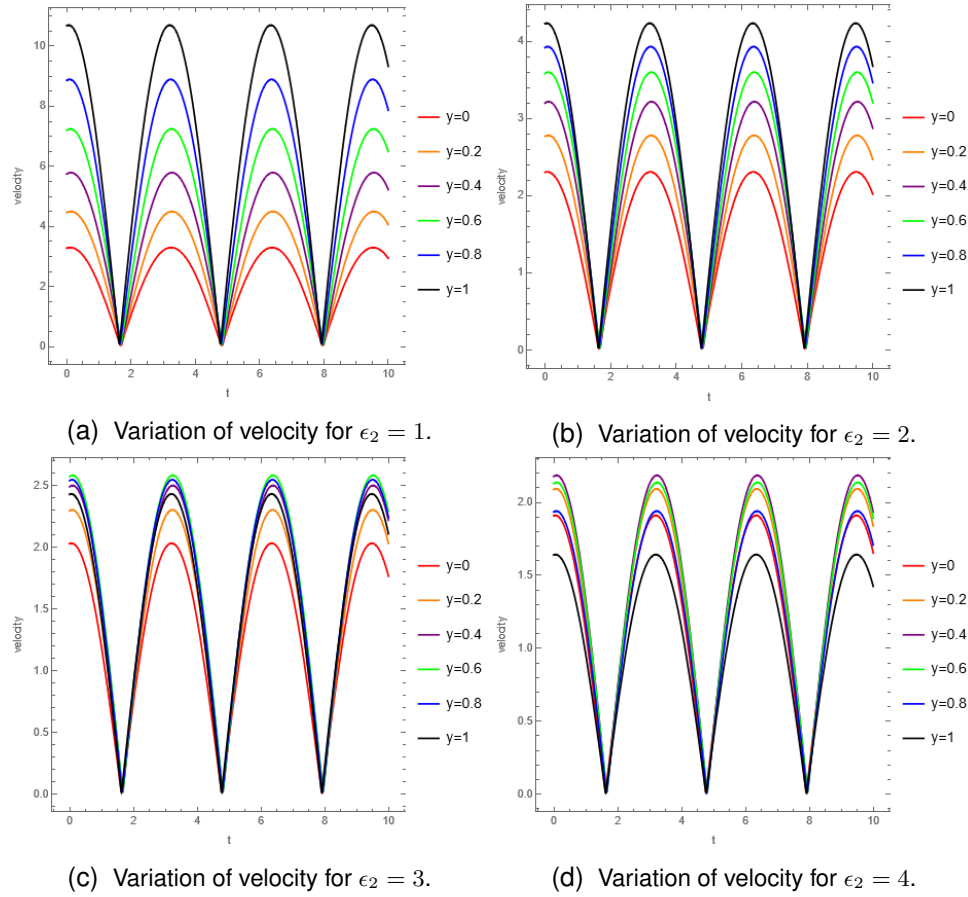 10
8
6
4
2
0
velocity
0 2 4 6 8 10
t
y=0
y=0.2
y=0.4
y=0.6
y=0.8
y=1
(a) Variation of velocity for ϵ₂ = 1.
4
3
2
1
0
velocity
0 2 4 6 8 10
t
y=0
y=0.2
y=0.4
y=0.6
y=0.8
y=1
(b) Variation of velocity for ϵ₂ = 2.
2.5
2.0
1.5
1.0
0.5
0.0
velocity
0 2 4 6 8 10
t
y=0
y=0.2
y=0.4
y=0.6
y=0.8
y=1
(c) Variation of velocity for ϵ₂ = 3.
2.0
1.5
1.0
0.5
0.0
velocity
0 2 4 6 8 10
t
y=0
y=0.2
y=0.4
y=0.6
y=0.8
y=1
(d) Variation of velocity for ϵ₂ = 4.